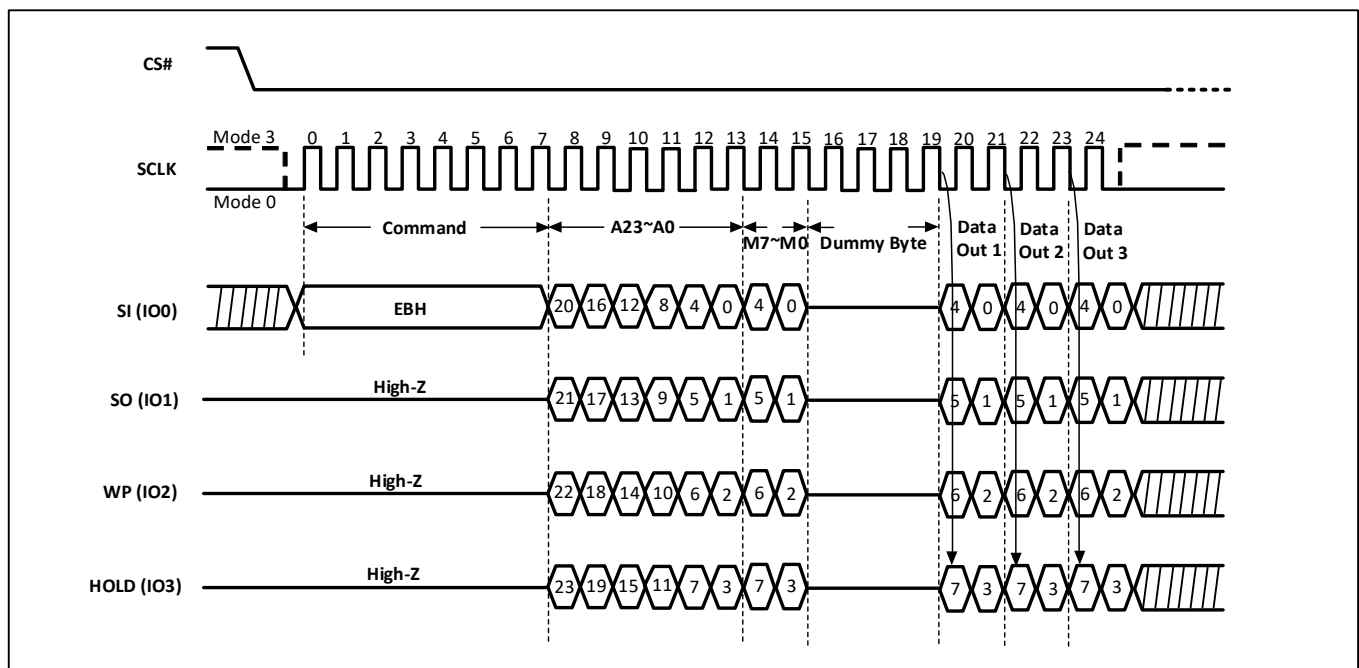 CS#
Mode 3
0 1 2 3 4 5 6 7 8 9 10 11 12 13 14 15 16 17 18 19 20 21 22 23 24
SCLK
Mode 0
Command A23~A0 M7~M0 Dummy Byte Data Out 1 Data Out 2 Data Out 3
SI (IO0) EBH 20 16 12 8 4 0 4 0 4 0 4 0 4 0
SO (IO1) High-Z 21 17 13 9 5 1 5 1 5 1 5 1 5 1
WP (IO2) High-Z 22 18 14 10 6 2 6 2 6 2 6 2 6 2
HOLD (IO3) High-Z 23 19 15 11 7 3 7 3 7 3 7 3 7 3